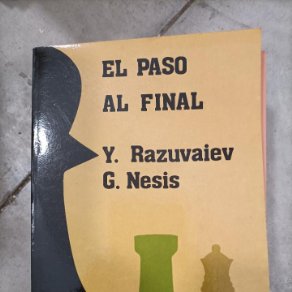 EL PASO
AL FINAL
Y. Razuvaiev
G. Nesis